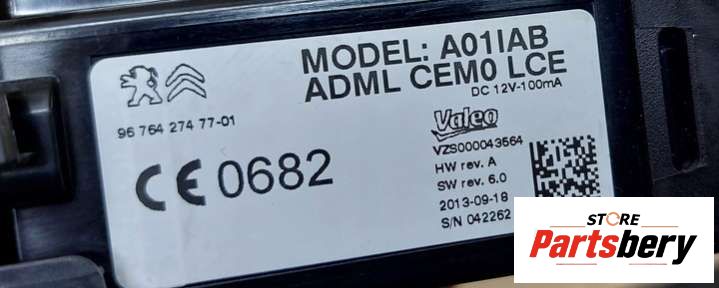 MODEL: A01IAB
ADML CEM0 LCE
DC 12V-100mA
96 764 274 77-01
CE 0682
Valeo
VZS000043564
HW rev. A
SW rev. 6.0
2013-09-18
S/N 042262
STORE
Partsbery